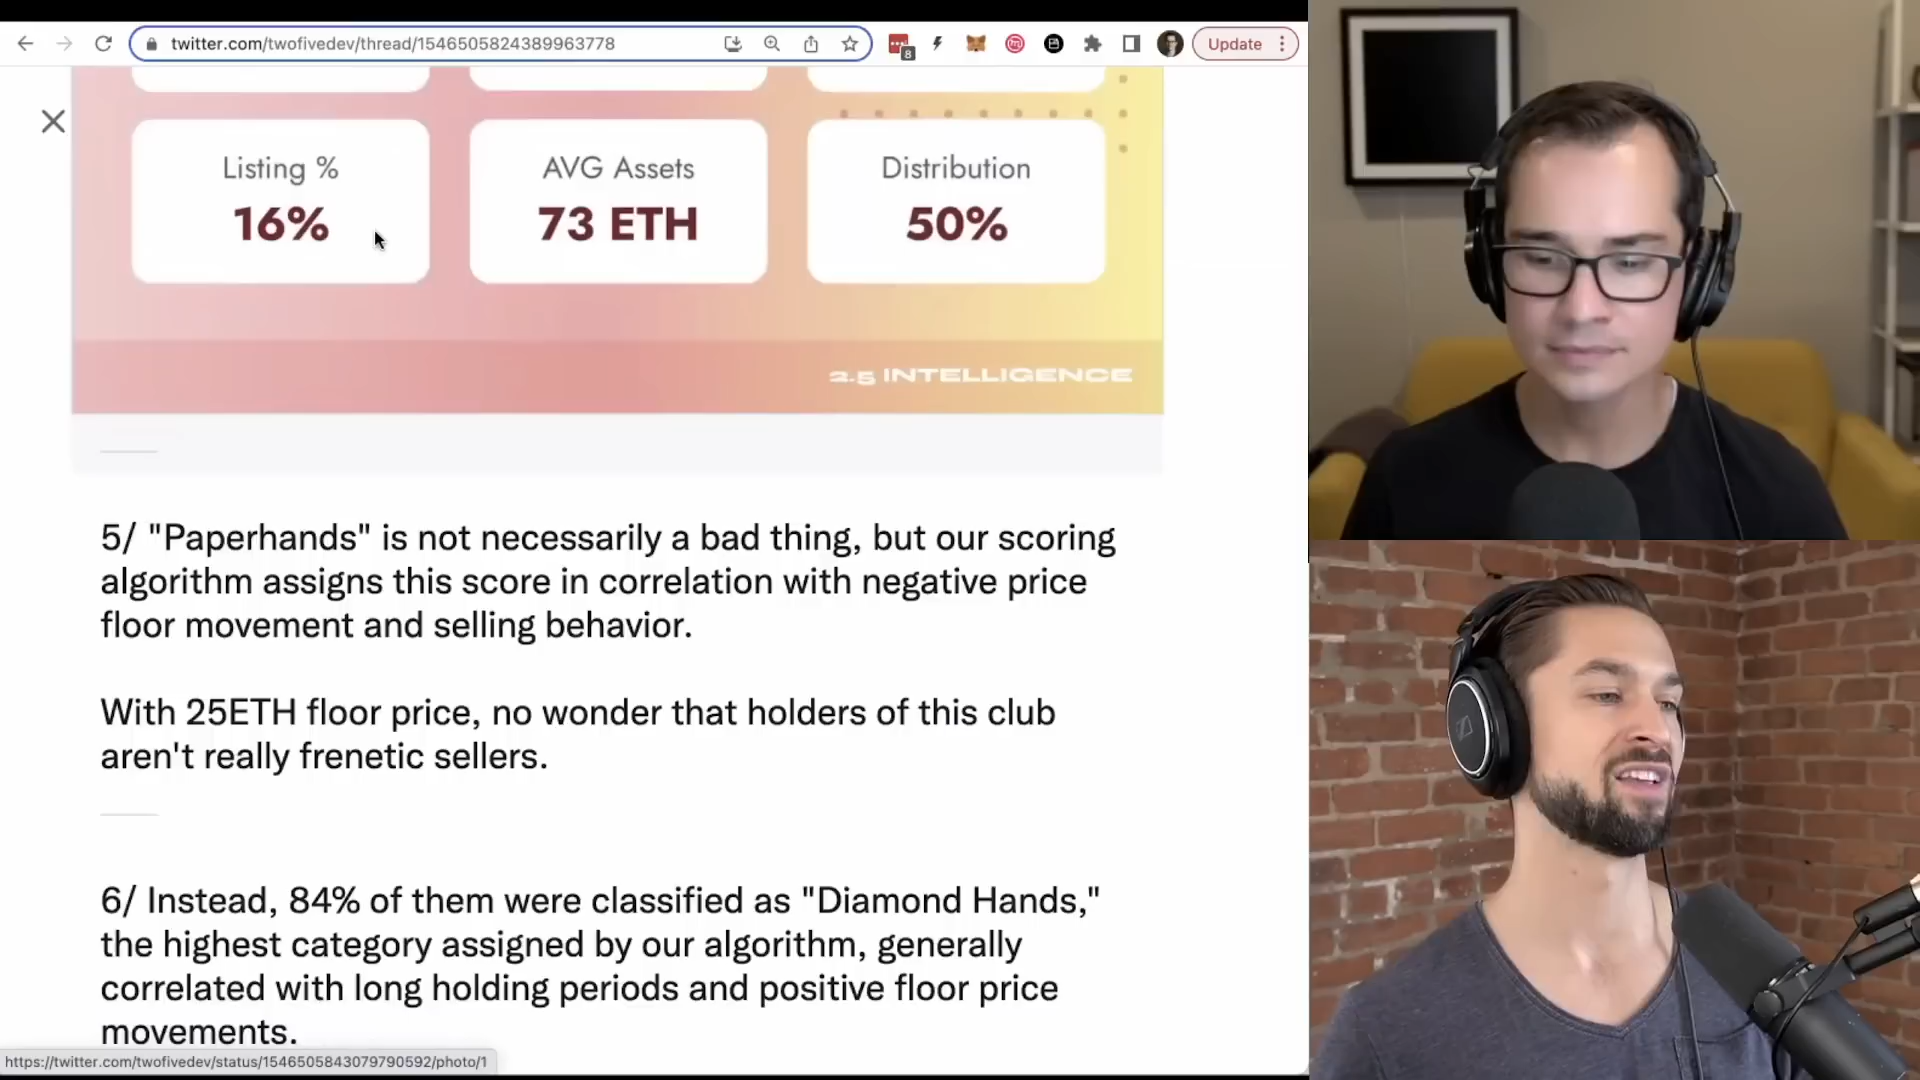 twitter.com/twofivedev/thread/1546505824389963778
8
Update
Listing %
AVG Assets
Distribution
16%
73 ETH
50%
2.5 INTELLIGENCE
5/ "Paperhands" is not necessarily a bad thing, but our scoring
algorithm assigns this score in correlation with negative price
floor movement and selling behavior.
With 25ETH floor price, no wonder that holders of this club
aren't really frenetic sellers.
6/ Instead, 84% of them were classified as "Diamond Hands,"
the highest category assigned by our algorithm, generally
correlated with long holding periods and positive floor price
movements.
https://twitter.com/twofivedev/status/1546505843079790592/photo/1